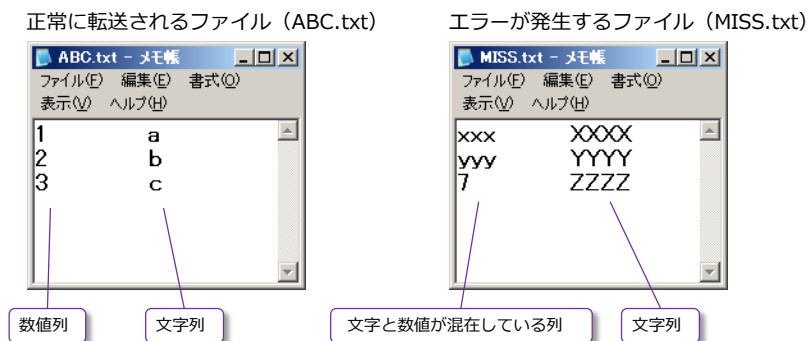 正常に転送されるファイル（ABC.txt）
ABC.txt - メモ帳
ファイル(F) 編集(E) 書式(O)
表示(V) ヘルプ(H)
1 a
2 b
3 c
数値列
文字列
エラーが発生するファイル（MISS.txt）
MISS.txt - メモ帳
ファイル(F) 編集(E) 書式(O)
表示(V) ヘルプ(H)
xxx XXXX
yyy YYYY
7 ZZZZ
文字と数値が混在している列
文字列